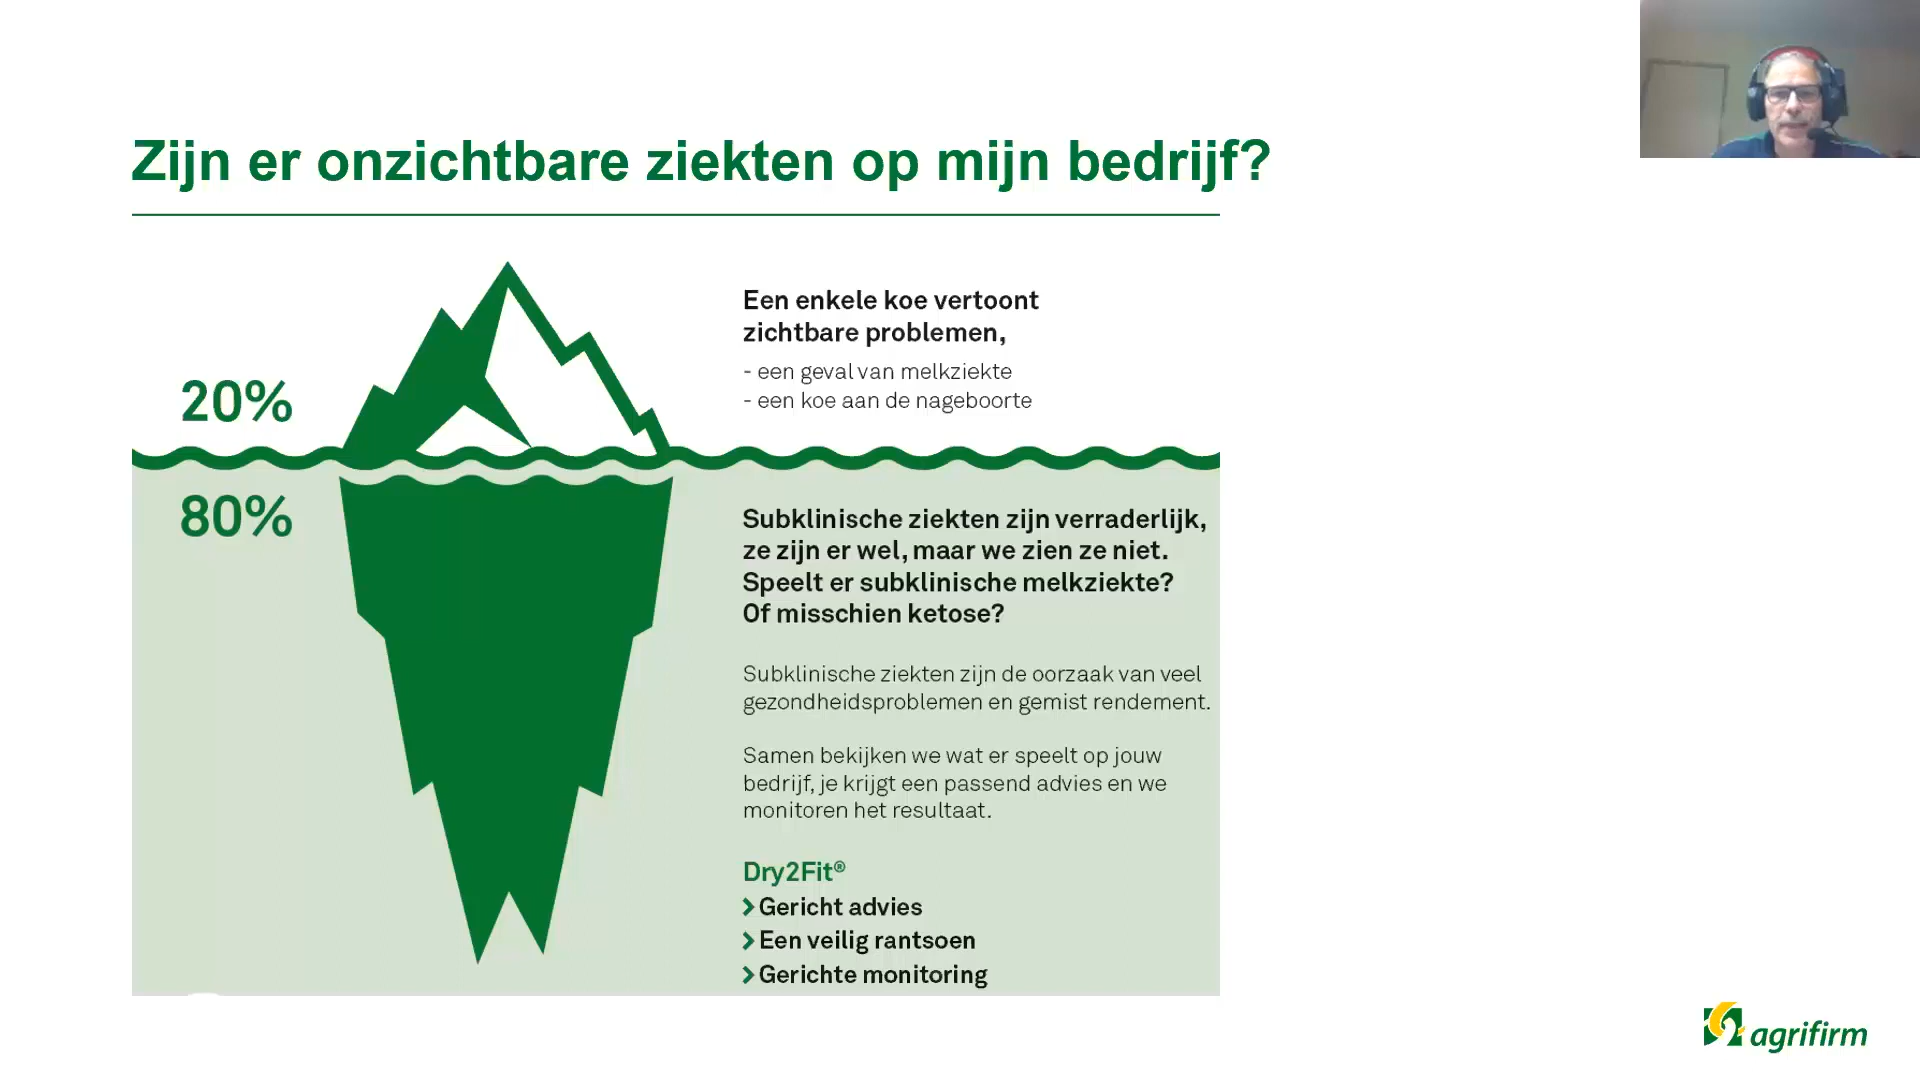 Zijn er onzichtbare ziekten op mijn bedrijf?
20%
Een enkele koe vertoont
zichtbare problemen,
- een geval van melkziekte
- een koe aan de nageboorte
80%
Subklinische ziekten zijn verraderlijk,
ze zijn er wel, maar we zien ze niet.
Speelt er subklinische melkziekte?
Of misschien ketose?
Subklinische ziekten zijn de oorzaak van veel
gezondheidsproblemen en gemist rendement.
Samen bekijken we wat er speelt op jouw
bedrijf, je krijgt een passend advies en we
monitoren het resultaat.
Dry2Fit®
Gericht advies
Een veilig rantsoen
Gerichte monitoring
agrifirm